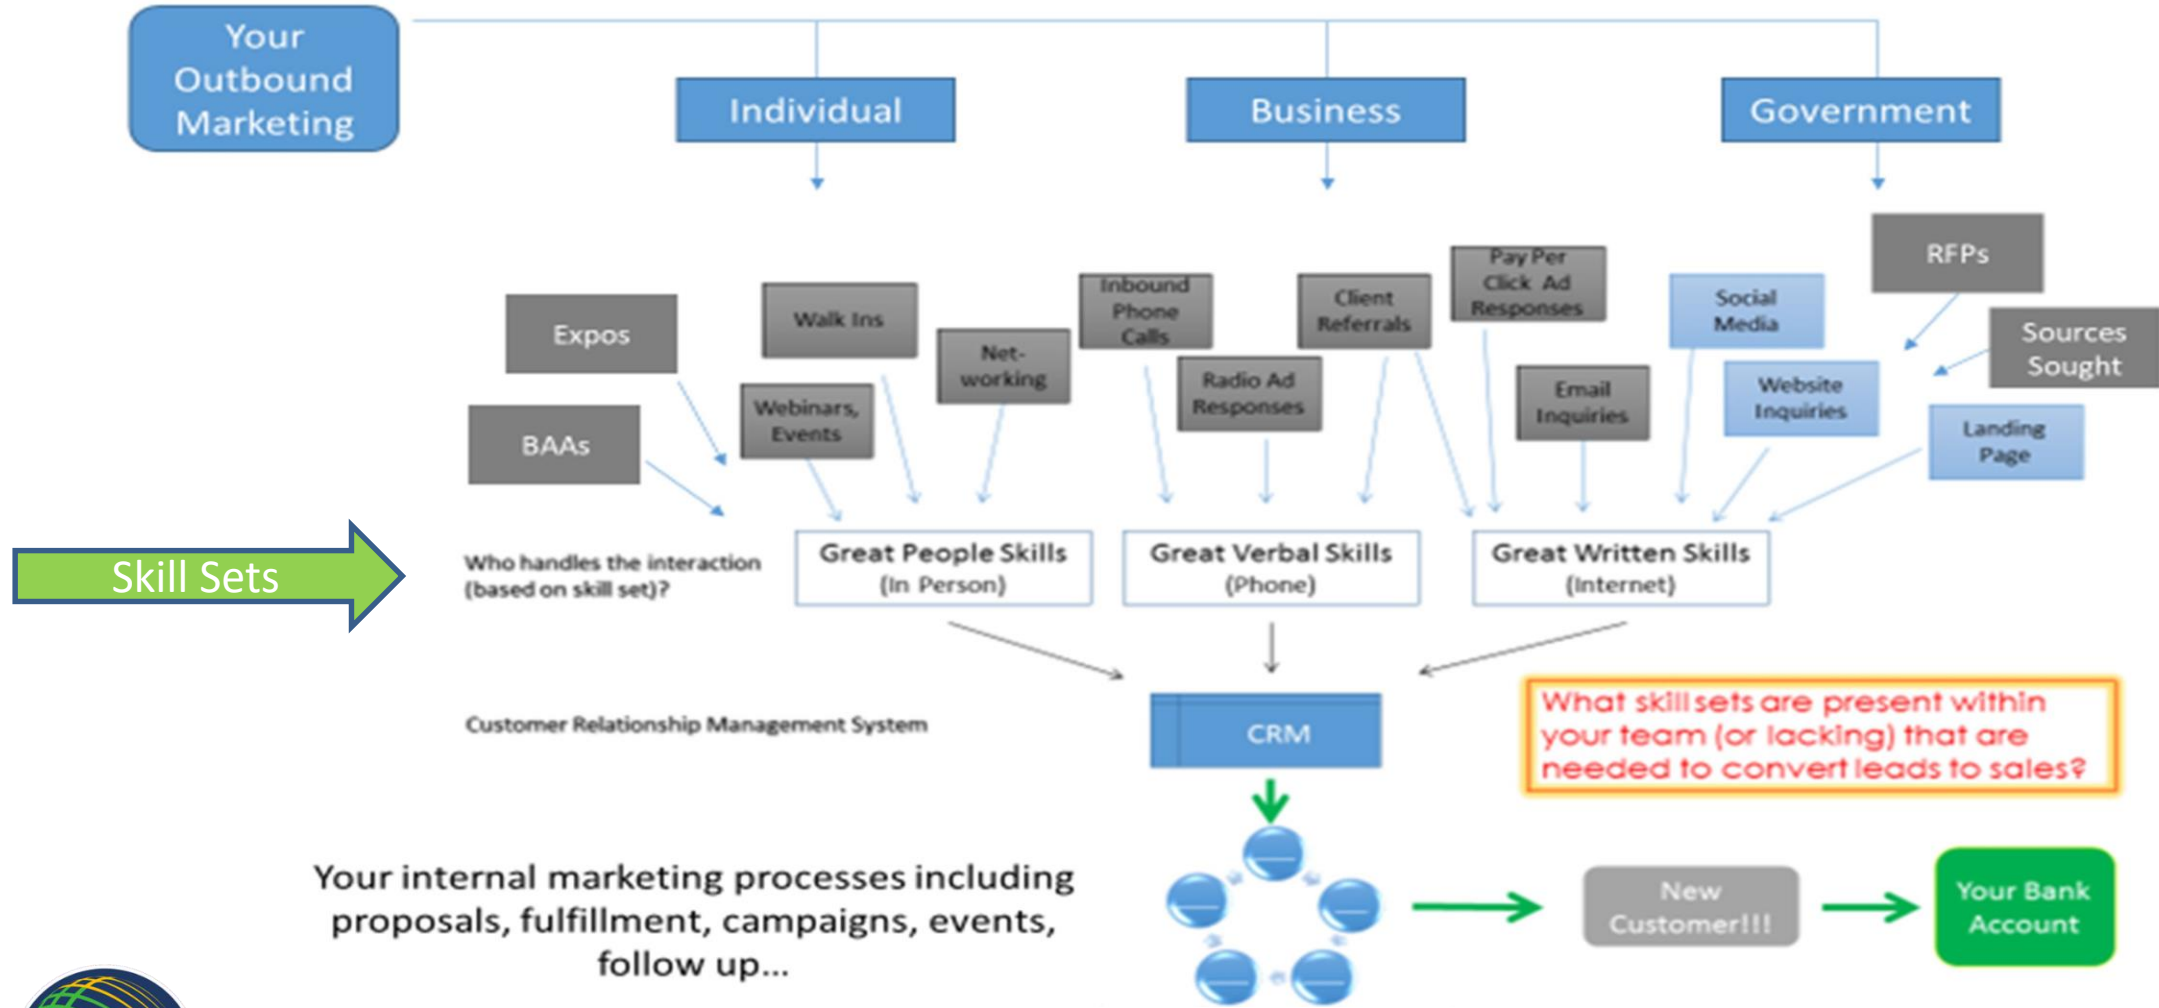 Your
Outbound
Marketing
Individual
Business
Government
RFPs
Sources
Sought
Expos
BAAs
Walk Ins
Webinars,
Events
Net-
working
Inbound
Phone
Calls
Radio Ad
Responses
Client
Referrals
Pay Per
Click Ad
Responses
Email
Inquiries
Social
Media
Website
Inquiries
Landing
Page
Skill Sets
Who handles the interaction
(based on skill set)?
Great People Skills
(In Person)
Great Verbal Skills
(Phone)
Great Written Skills
(Internet)
Customer Relationship Management System
CRM
What skill sets are present within
your team (or lacking) that are
needed to convert leads to sales?
Your internal marketing processes including
proposals, fulfillment, campaigns, events,
follow up...
New
Customer!!!
Your Bank
Account